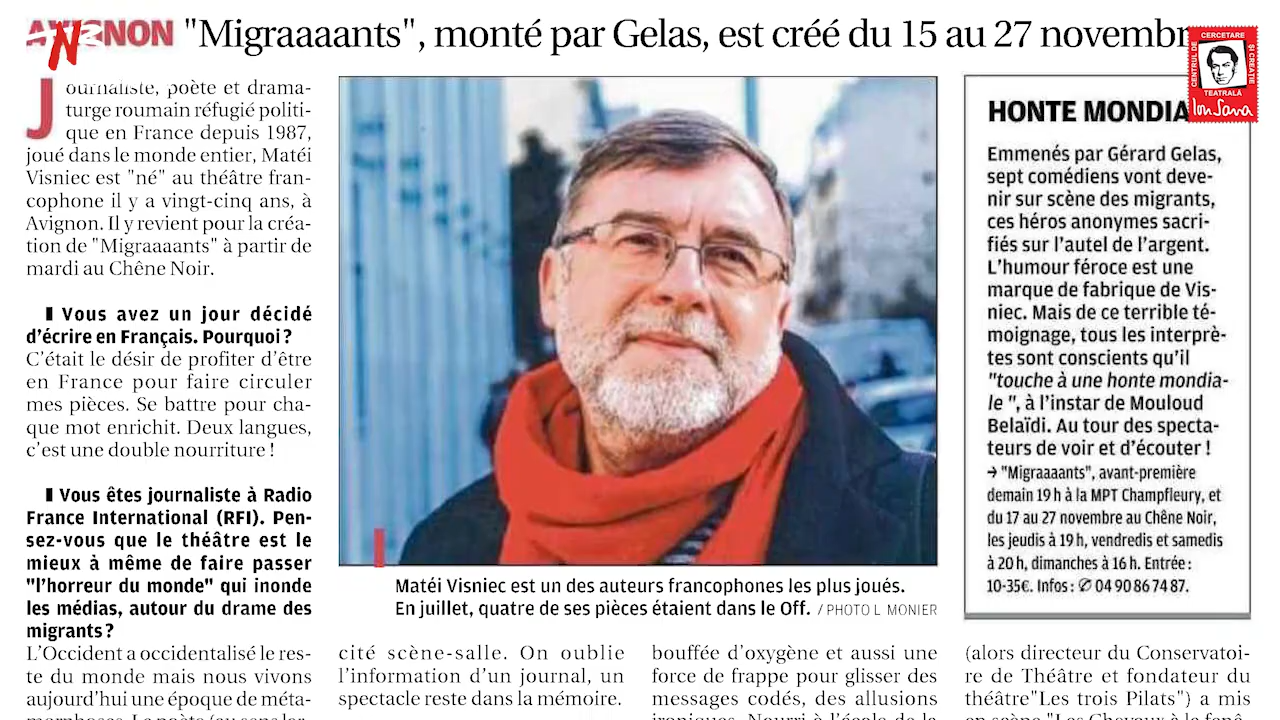 AVIGNON "Migraaaants", monté par Gelas, est créé du 15 au 27 novembr
Journaliste, poète et drama-
turge roumain réfugié politi-
que en France depuis 1987,
joué dans le monde entier, Matéi
Visniec est "né" au théâtre fran-
cophone il y a vingt-cinq ans, à
Avignon. Il y revient pour la créa-
tion de "Migraaaants" à partir de
mardi au Chêne Noir.
Vous avez un jour décidé
d'écrire en Français. Pourquoi ?
C'était le désir de profiter d'être
en France pour faire circuler
mes pièces. Se battre pour cha-
que mot enrichit. Deux langues,
c'est une double nourriture !
Vous êtes journaliste à Radio
France International (RFI). Pen-
sez-vous que le théâtre est le
mieux à même de faire passer
"l'horreur du monde" qui inonde
les médias, autour du drame des
migrants ?
L'Occident a occidentalisé le res-
te du monde mais nous vivons
aujourd'hui une époque de méta-
Matéi Visniec est un des auteurs francophones les plus joués.
En juillet, quatre de ses pièces étaient dans le Off. / PHOTO L MONIER
cité scène-salle. On oublie
l'information d'un journal, un
spectacle reste dans la mémoire.
bouffée d'oxygène et aussi une
force de frappe pour glisser des
messages codés, des allusions
ironiques. Nourri à l'école de la
HONTE MONDIA
Emmenés par Gérard Gelas,
sept comédiens vont deve-
nir sur scène des migrants,
ces héros anonymes sacri-
fiés sur l'autel de l'argent.
L'humour féroce est une
marque de fabrique de Vis-
niec. Mais de ce terrible té-
moignage, tous les interprè-
tes sont conscients qu'il
"touche à une honte mondia-
le ", à l'instar de Mouloud
Belaïdi. Au tour des specta-
teurs de voir et d'écouter !
→ "Migraaaants", avant-première
demain 19 h à la MPT Champfleury, et
du 17 au 27 novembre au Chêne Noir,
les jeudis à 19 h, vendredis et samedis
à 20 h, dimanches à 16 h. Entrée :
10-35€. Infos : ✆ 04 90 86 74 87.
(alors directeur du Conservatoi-
re de Théâtre et fondateur du
théâtre"Les trois Pilats") a mis
en scène "Les Chevaux à la fenê-
CENTRUL DE
CERCETARE
ȘI CREAȚIE
TEATRALĂ
Ion Sava